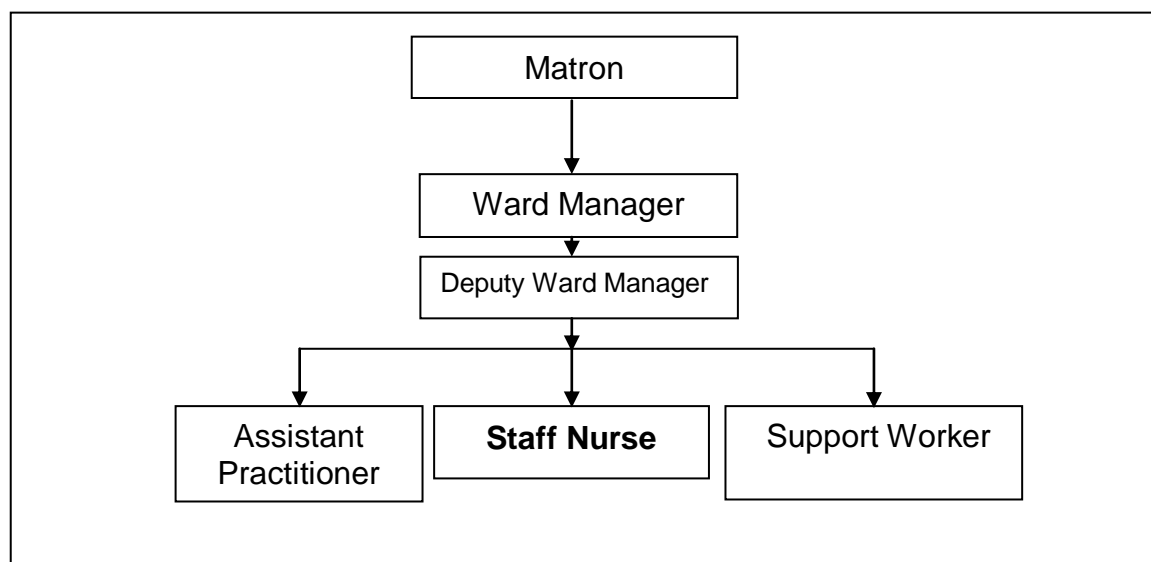 Matron
Ward Manager
Deputy Ward Manager
Assistant
Practitioner
Staff Nurse
Support Worker